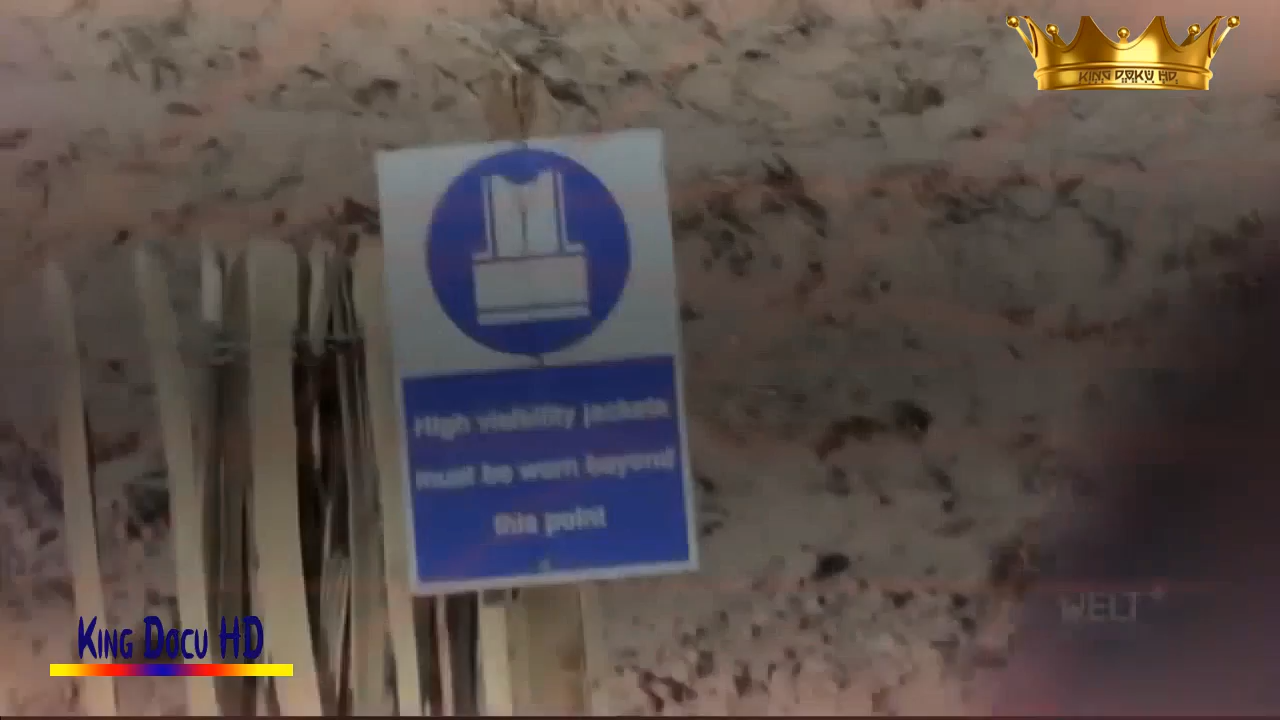 KING DOKU HD
High visibility jackets
must be worn beyond
this point
WELT
KING DOCU HD